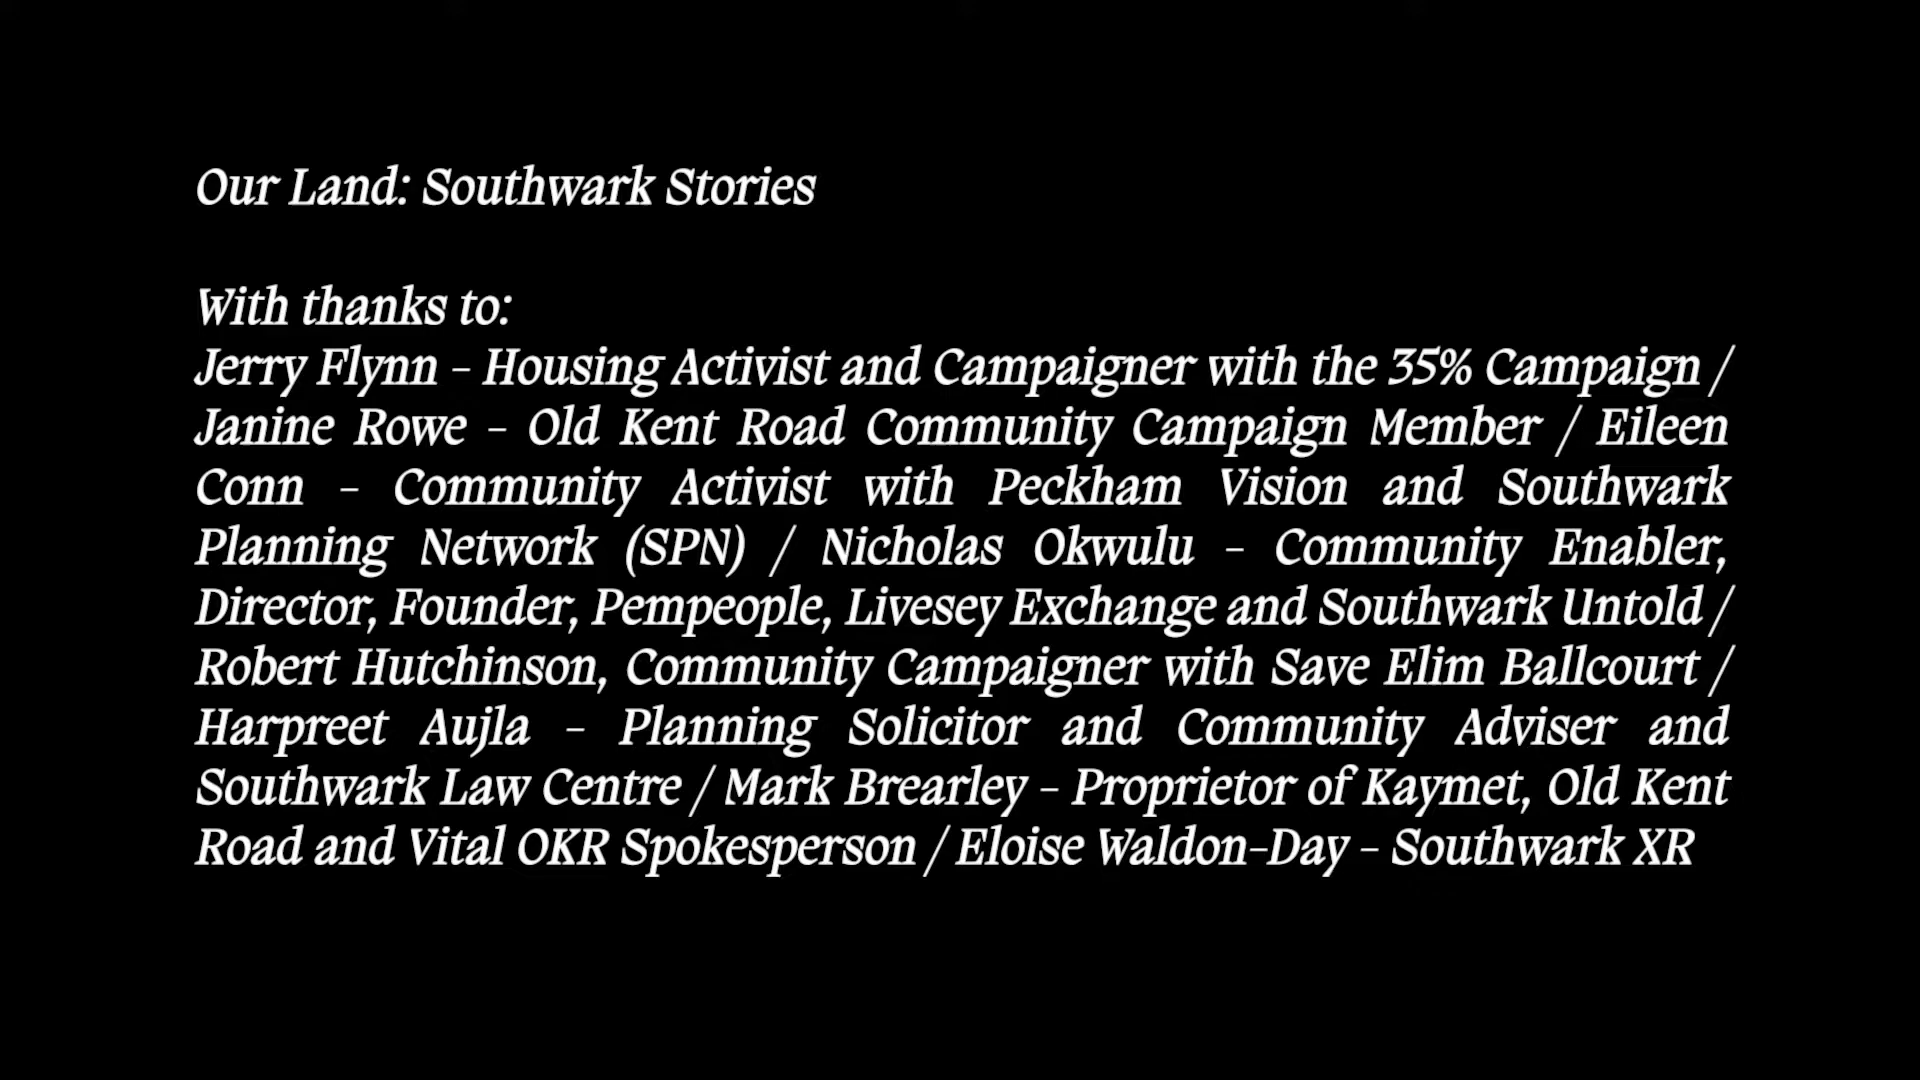 Our Land: Southwark Stories
With thanks to:
Jerry Flynn - Housing Activist and Campaigner with the 35% Campaign /
Janine Rowe - Old Kent Road Community Campaign Member / Eileen
Conn - Community Activist with Peckham Vision and Southwark
Planning Network (SPN) / Nicholas Okwulu - Community Enabler,
Director, Founder, Pempeople, Livesey Exchange and Southwark Untold /
Robert Hutchinson, Community Campaigner with Save Elim Ballcourt /
Harpreet Aujla - Planning Solicitor and Community Adviser and
Southwark Law Centre / Mark Brearley - Proprietor of Kaymet, Old Kent
Road and Vital OKR Spokesperson / Eloise Waldon-Day - Southwark XR